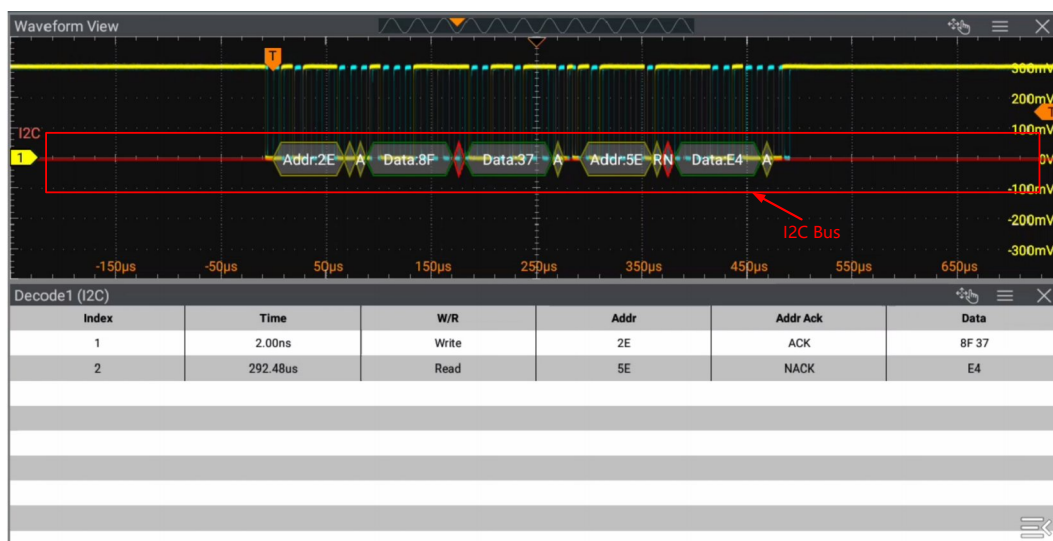 Waveform View
T
300mV
200mV
T
I2C
100mV
1
Addr:2E
A
Data:8F
Data:37
A
Addr:5E
RN
Data:E4
A
0V
-100mV
I2C Bus
-200mV
-300mV
-150μs -50μs 50μs 150μs 250μs 350μs 450μs 550μs 650μs
Decode1 (I2C)
Index Time W/R Addr Addr Ack Data
1 2.00ns Write 2E ACK 8F 37
2 292.48us Read 5E NACK E4